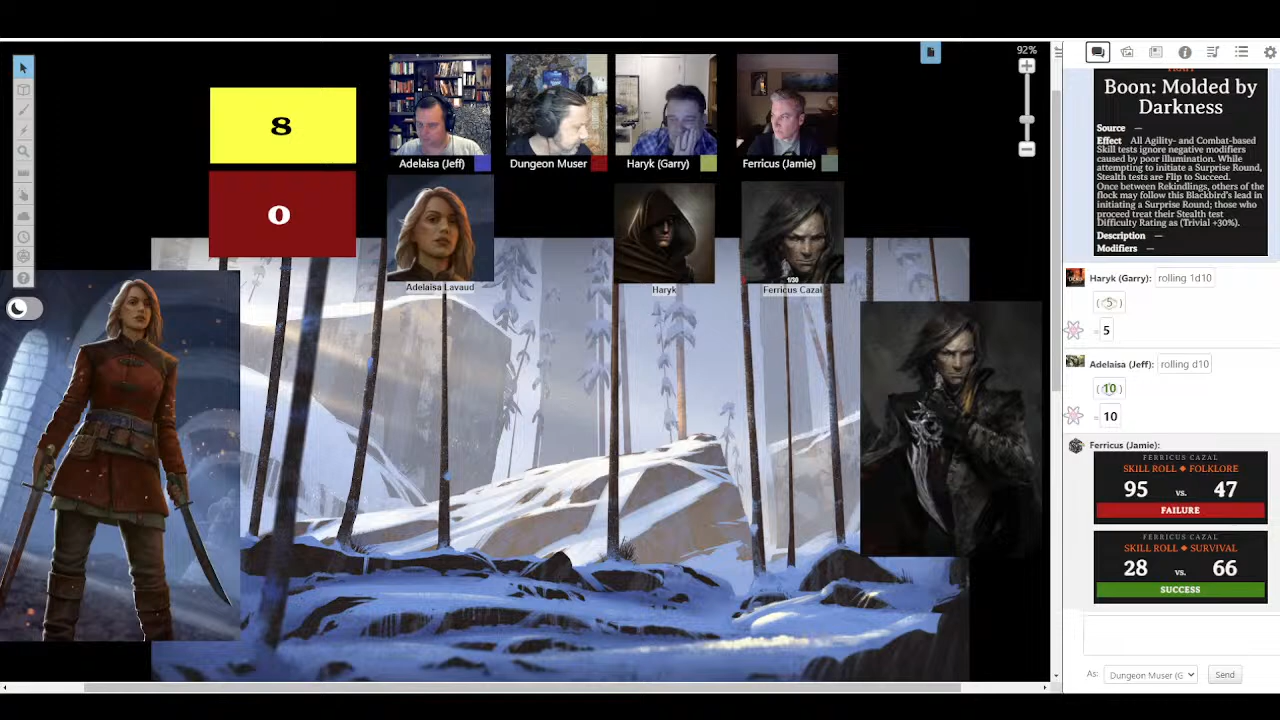 92%
8
0
Adelaisa (Jeff)
Dungeon Muser
Haryk (Garry)
Ferricus (Jamie)
Adelaisa Lavaud
Haryk
1/30
Ferricus Cazal
Boon: Molded by
Darkness
Source —
Effect All Agility- and Combat-based
Skill tests ignore negative modifiers
caused by poor illumination. While
attempting to initiate a Surprise Round,
Stealth tests are Flip to Succeed.
Once between Rekindlings, others of the
flock may follow this Blackbird's lead in
initiating a Surprise Round; those who
proceed treat their Stealth test
Difficulty Rating as (Trivial +30%).
Description —
Modifiers —
Haryk (Garry): rolling 1d10
(5)
= 5
Adelaisa (Jeff): rolling d10
(10)
= 10
Ferricus (Jamie):
FERRICUS CAZAL
SKILL ROLL ◆ FOLKLORE
95 vs. 47
FAILURE
FERRICUS CAZAL
SKILL ROLL ◆ SURVIVAL
28 vs. 66
SUCCESS
As: Dungeon Muser (G
Send